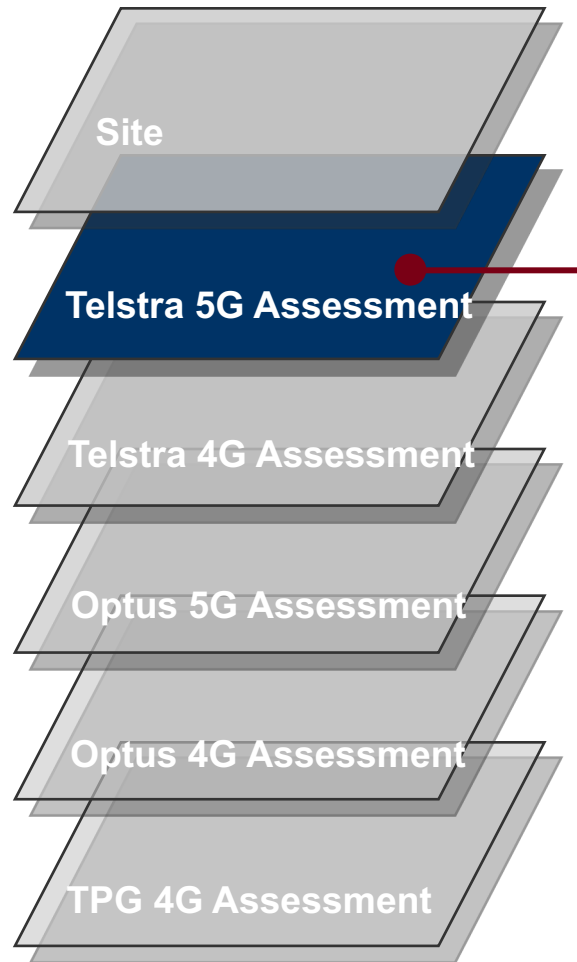 Site
Telstra 5G Assessment
Telstra 4G Assessment
Optus 5G Assessment
Optus 4G Assessment
TPG 4G Assessment